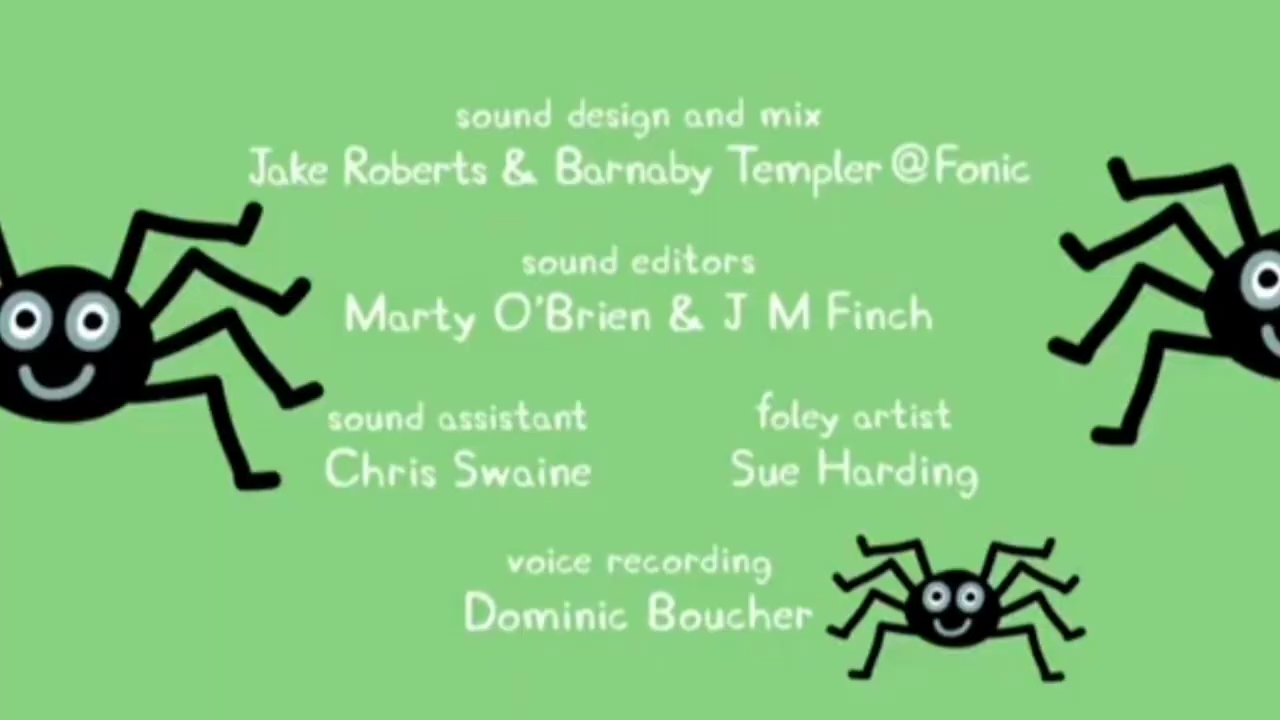 sound design and mix
Jake Roberts & Barnaby Templer @Fonic
sound editors
Marty O'Brien & J M Finch
sound assistant
Chris Swaine
foley artist
Sue Harding
voice recording
Dominic Boucher